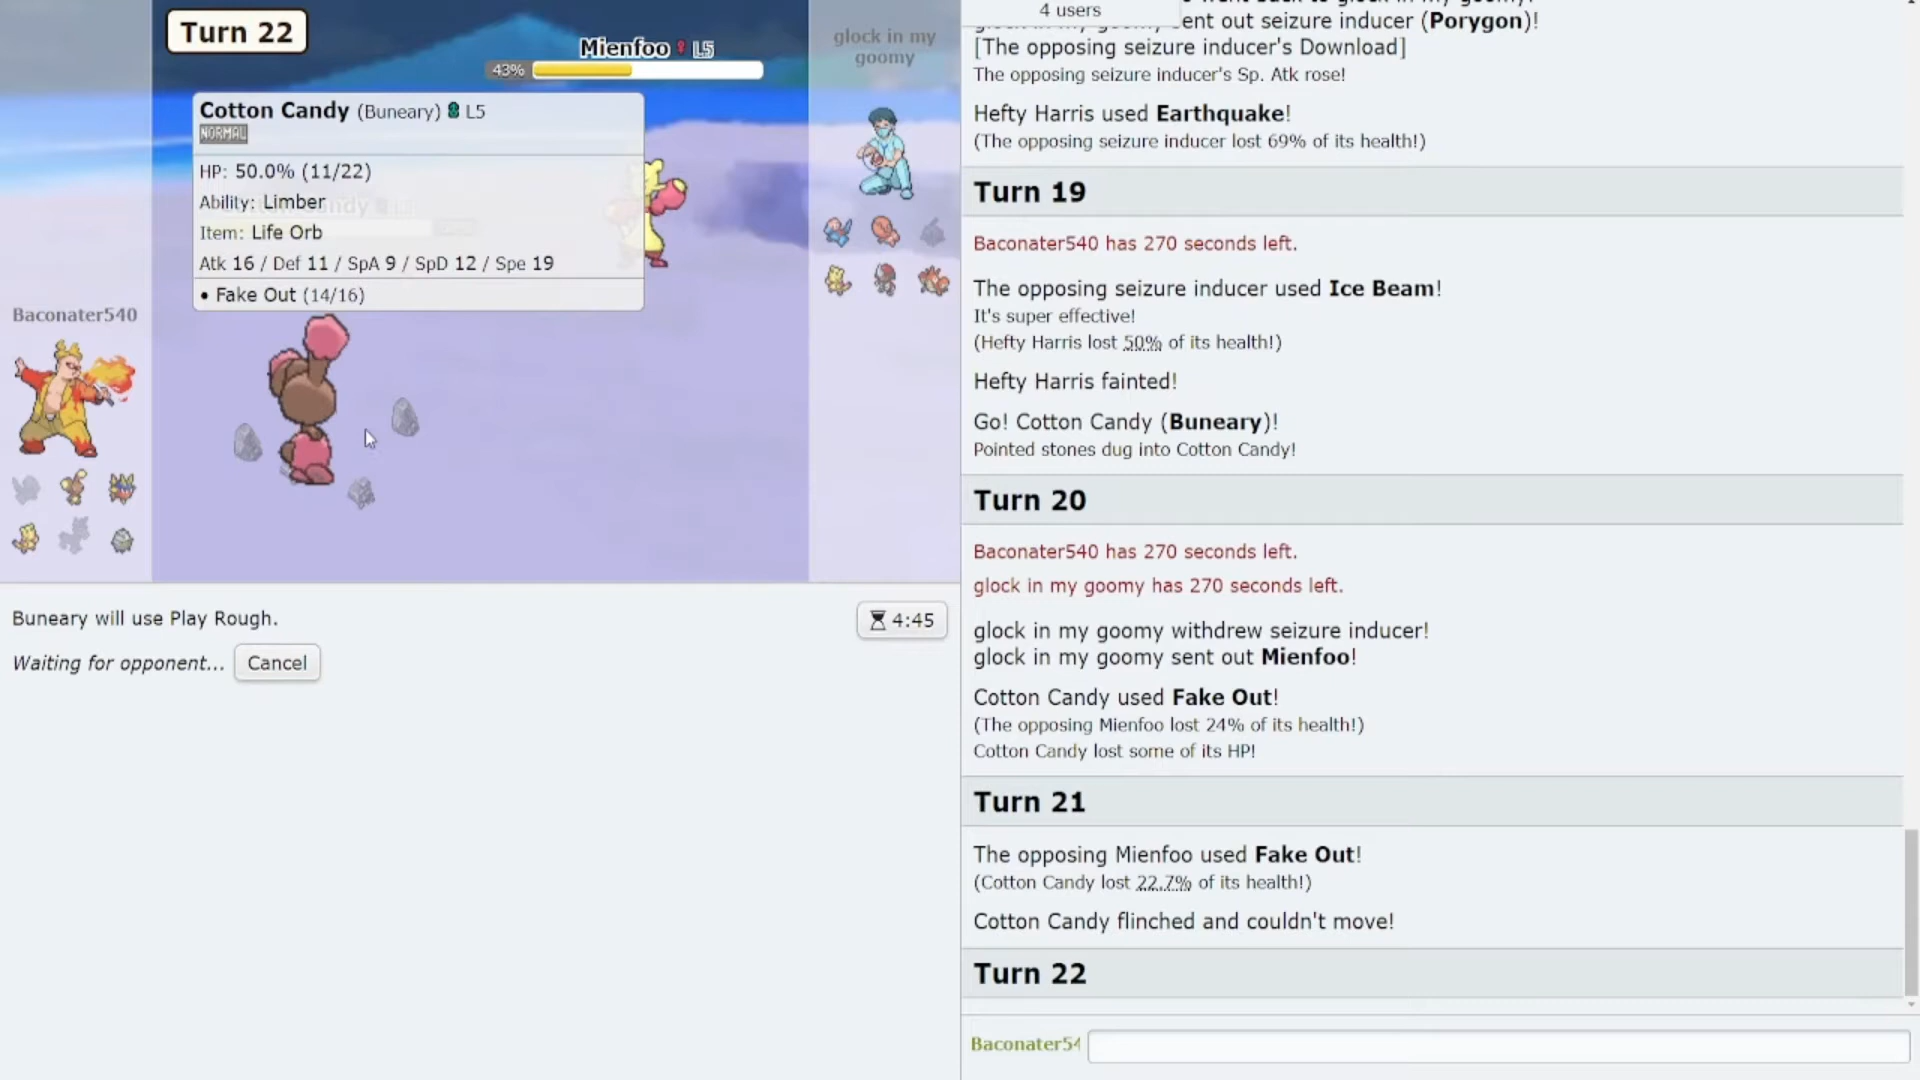 Turn 22
Mienfoo L5
43%
Cotton Candy (Buneary) L5
NORMAL
HP: 50.0% (11/22)
Ability: Limber
Item: Life Orb
Atk 16 / Def 11 / SpA 9 / SpD 12 / Spe 19
• Fake Out (14/16)
Baconater540
glock in my
goomy
Buneary will use Play Rough.
4:45
Waiting for opponent...
Cancel
4 users
sent out seizure inducer (Porygon)!
[The opposing seizure inducer's Download]
The opposing seizure inducer's Sp. Atk rose!
Hefty Harris used Earthquake!
(The opposing seizure inducer lost 69% of its health!)
Turn 19
Baconater540 has 270 seconds left.
The opposing seizure inducer used Ice Beam!
It's super effective!
(Hefty Harris lost 50% of its health!)
Hefty Harris fainted!
Go! Cotton Candy (Buneary)!
Pointed stones dug into Cotton Candy!
Turn 20
Baconater540 has 270 seconds left.
glock in my goomy has 270 seconds left.
glock in my goomy withdrew seizure inducer!
glock in my goomy sent out Mienfoo!
Cotton Candy used Fake Out!
(The opposing Mienfoo lost 24% of its health!)
Cotton Candy lost some of its HP!
Turn 21
The opposing Mienfoo used Fake Out!
(Cotton Candy lost 22.7% of its health!)
Cotton Candy flinched and couldn't move!
Turn 22
Baconater54